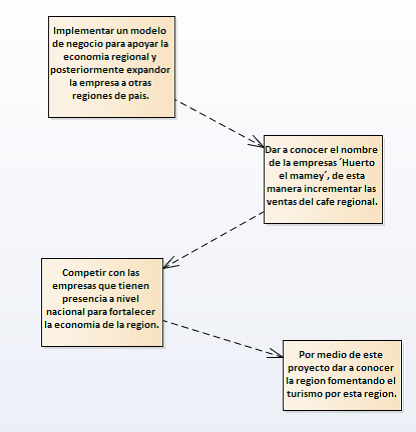 Implementar un modelo
de negocio para apoyar la
economia regional y
posteriormente expandor
la empresa a otras
regiones de pais.
Dar a conocer el nombre
de la empresas ´Huerto
el mamey´, de esta
manera incrementar las
ventas del cafe regional.
Competir con las
empresas que tienen
presencia a nivel
nacional para fortalecer
la economia de la region.
Por medio de este
proyecto dar a conocer
la region fomentando el
turismo por esta region.